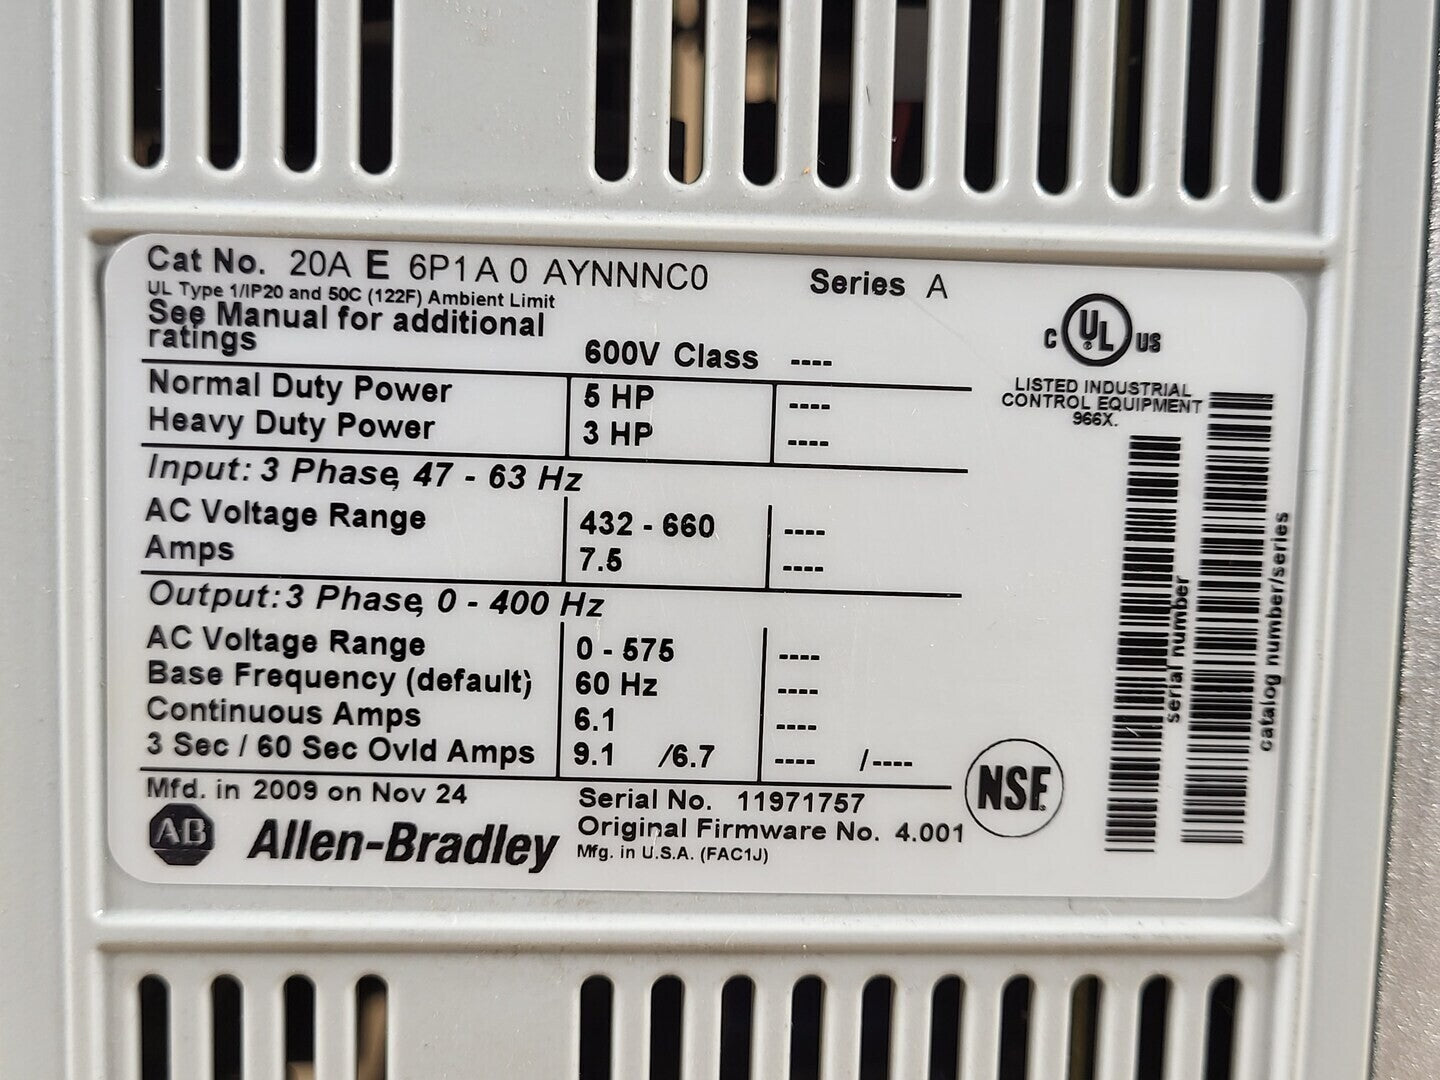 Cat No. 20A E 6P1A 0 AYNNNC0 Series A
UL Type 1/IP20 and 50C (122F) Ambient Limit
See Manual for additional
ratings
600V Class ----
C UL US
LISTED INDUSTRIAL
CONTROL EQUIPMENT
966X.
Normal Duty Power 5 HP ----
Heavy Duty Power 3 HP ----
Input: 3 Phase, 47 - 63 Hz
AC Voltage Range 432 - 660 ----
Amps 7.5 ----
Output: 3 Phase, 0 - 400 Hz
AC Voltage Range 0 - 575 ----
Base Frequency (default) 60 Hz ----
Continuous Amps 6.1 ----
3 Sec / 60 Sec Ovld Amps 9.1 /6.7 ---- /----
Mfd. in 2009 on Nov 24
Serial No. 11971757
Original Firmware No. 4.001
Mfg. in U.S.A. (FAC1J)
AB Allen-Bradley
NSF.
serial number
catalog number/series